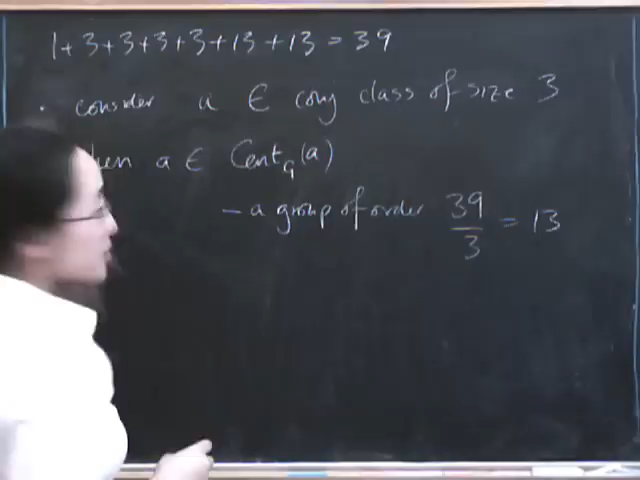 1+3+3+3+3+13+13 = 39
• consider a ∈ conj class of size 3
then a ∈ Cent_G(a)
- a group of order 39/3 = 13